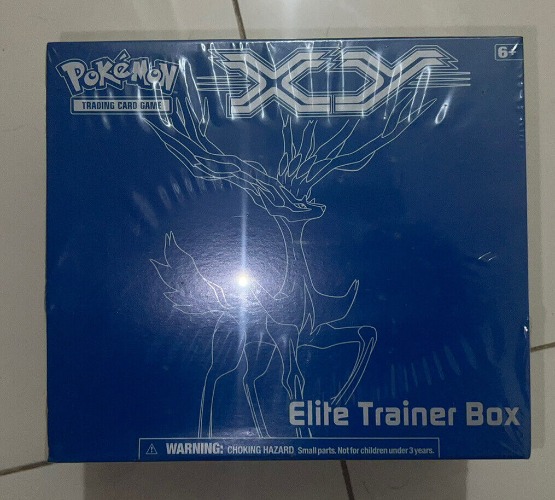 POKéMON
XY
6+
TRADING CARD GAME
Elite Trainer Box
WARNING: CHOKING HAZARD Small parts. Not for children under 3 years.